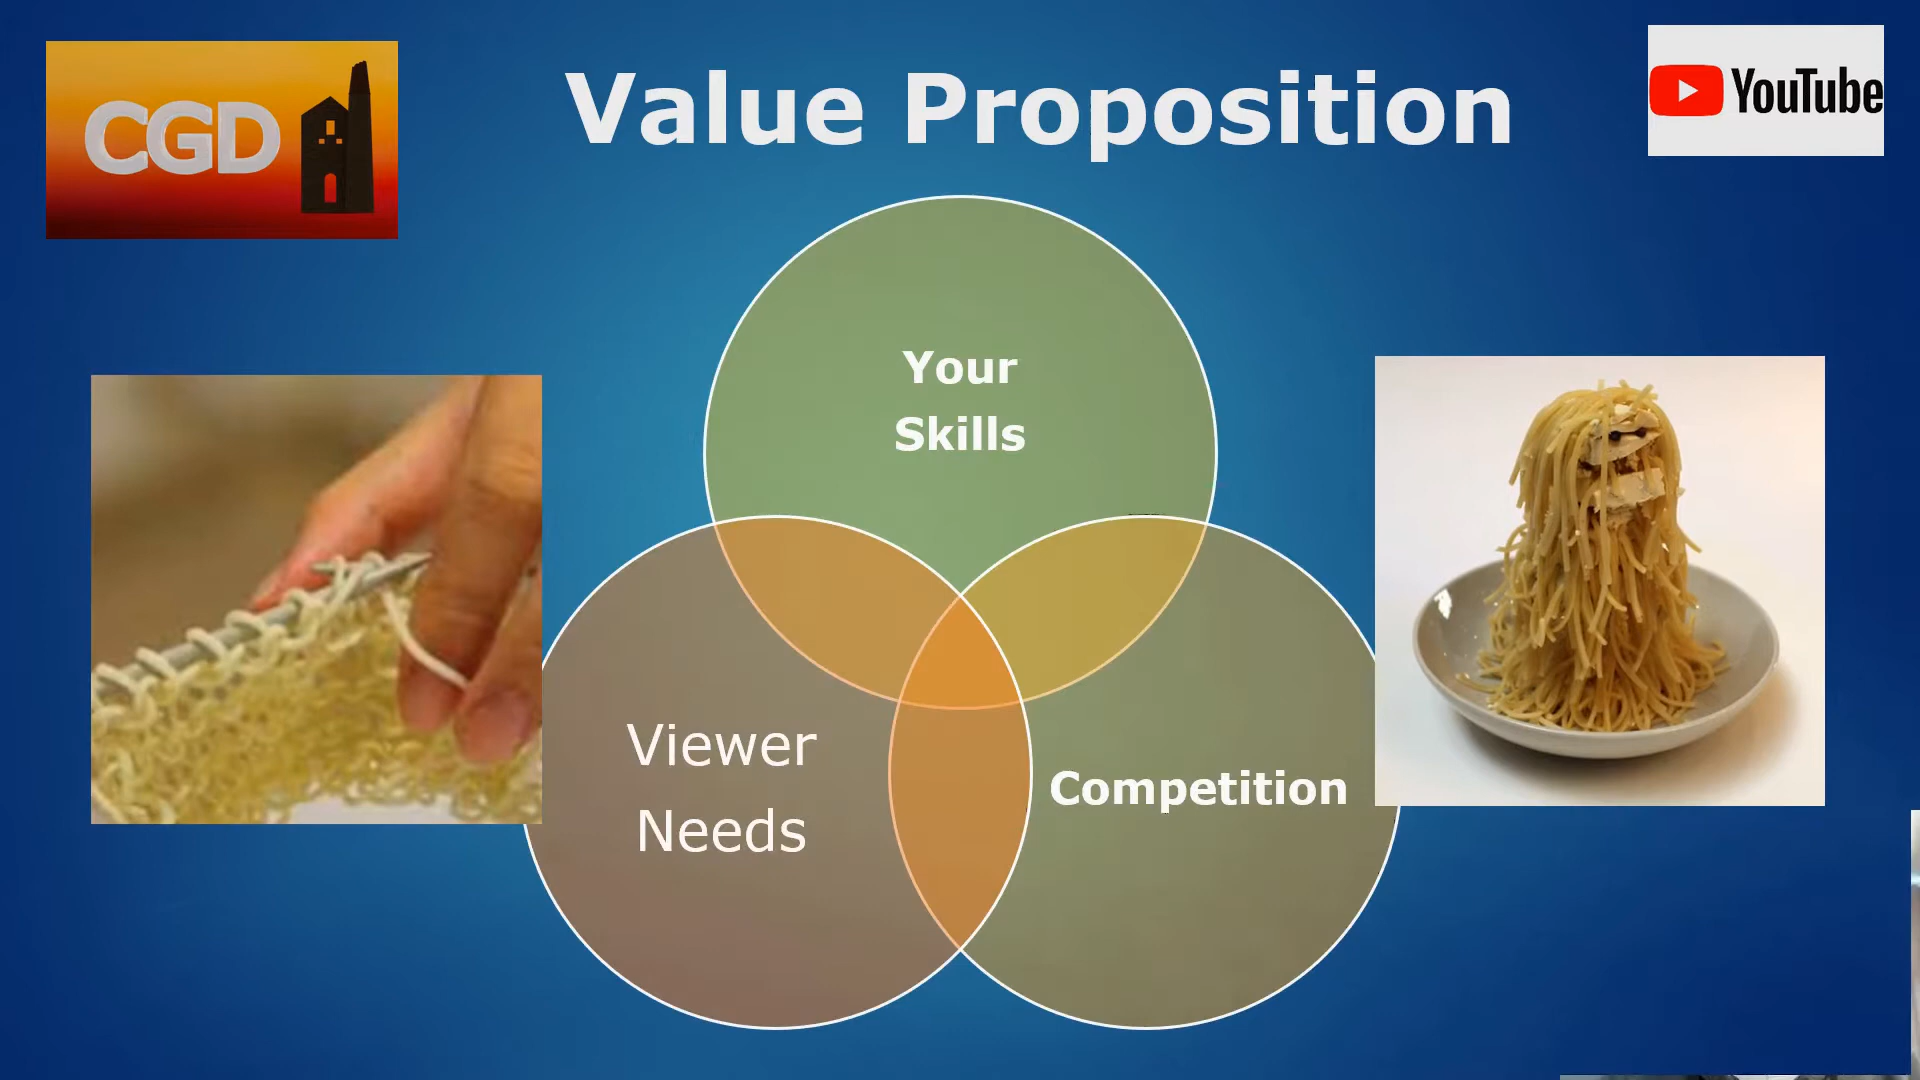 CGD
Value Proposition
YouTube
Your
Skills
Viewer
Needs
Competition